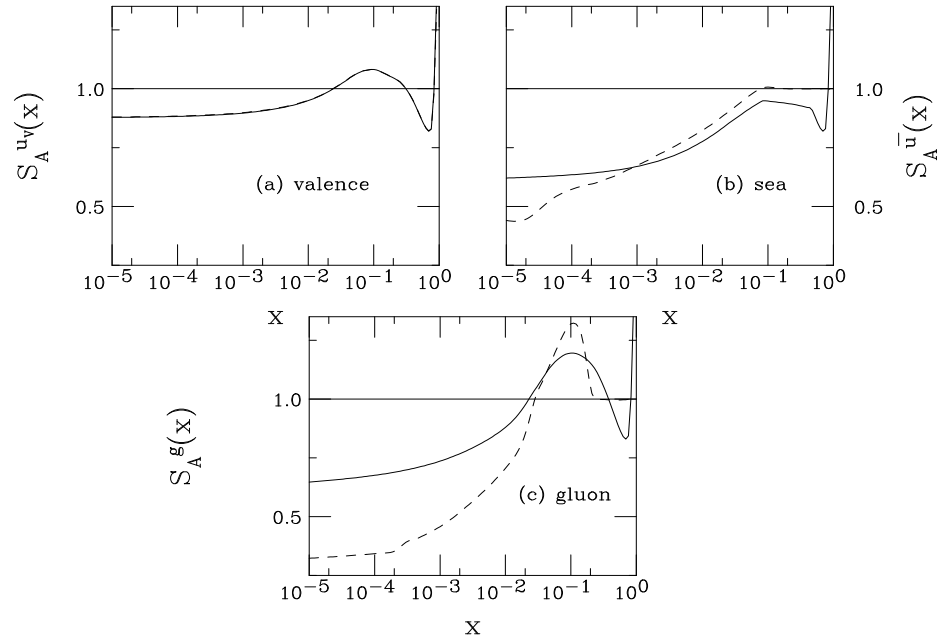 S_A^{u_v}(x)
1.0
0.5
(a) valence
10^{-5} 10^{-4} 10^{-3} 10^{-2} 10^{-1} 10^{0}
x
(b) sea
1.0
0.5
S_A^{ū}(x)
10^{-5} 10^{-4} 10^{-3} 10^{-2} 10^{-1} 10^{0}
x
S_A^{g}(x)
1.0
0.5
(c) gluon
10^{-5} 10^{-4} 10^{-3} 10^{-2} 10^{-1} 10^{0}
x